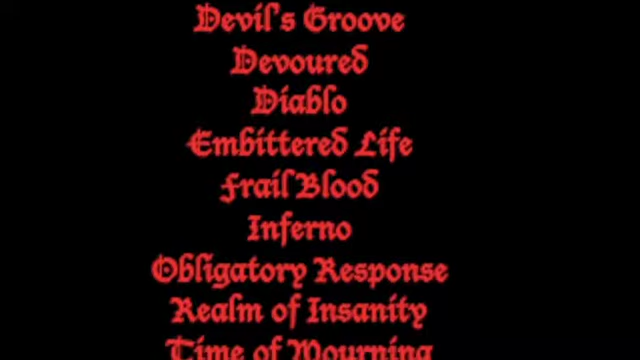 Devil's Groove
Devoured
Diablo
Embittered Life
Frail Blood
Inferno
Obligatory Response
Realm of Insanity
Time of Mourning